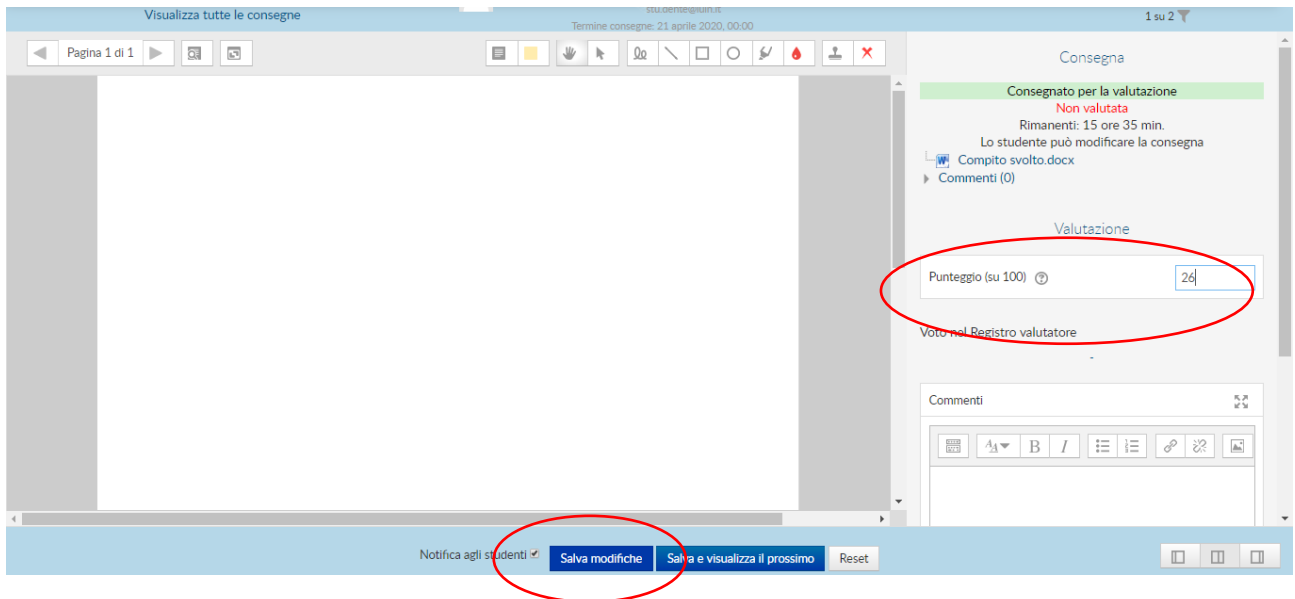 Visualizza tutte le consegne
Termine consegne: 21 aprile 2020, 00:00
1 su 2
Pagina 1 di 1
Consegna
Consegnato per la valutazione
Non valutata
Rimanenti: 15 ore 35 min.
Lo studente può modificare la consegna
Compito svolto.docx
Commenti (0)
Valutazione
Punteggio (su 100)
26
Voto nel Registro valutatore
-
Commenti
B I
Notifica agli studenti
Salva modifiche
Salva e visualizza il prossimo
Reset